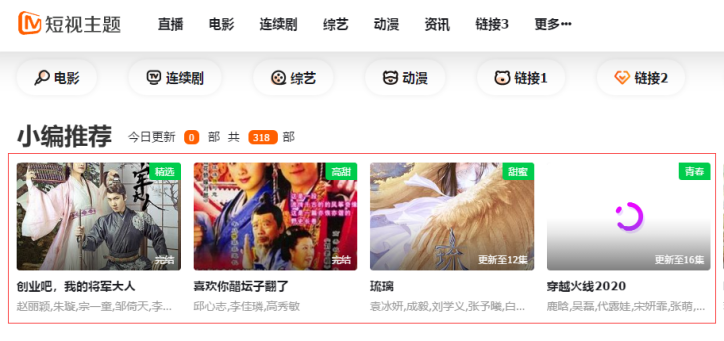 短视主题 直播 电影 连续剧 综艺 动漫 资讯 链接3 更多···
电影 连续剧 综艺 动漫 链接1 链接2
小编推荐 今日更新 0 部 共 318 部
精选 高甜 甜蜜 青春
完结 完结 更新至12集 更新至16集
创业吧，我的将军大人 喜欢你醋坛子翻了 琉璃 穿越火线2020
赵丽颖,朱璇,宗一童,邹倚天,李... 邱心志,李佳璘,高秀敏 袁冰妍,成毅,刘学义,张予曦,白... 鹿晗,吴磊,代露娃,宋妍霏,张萌,...